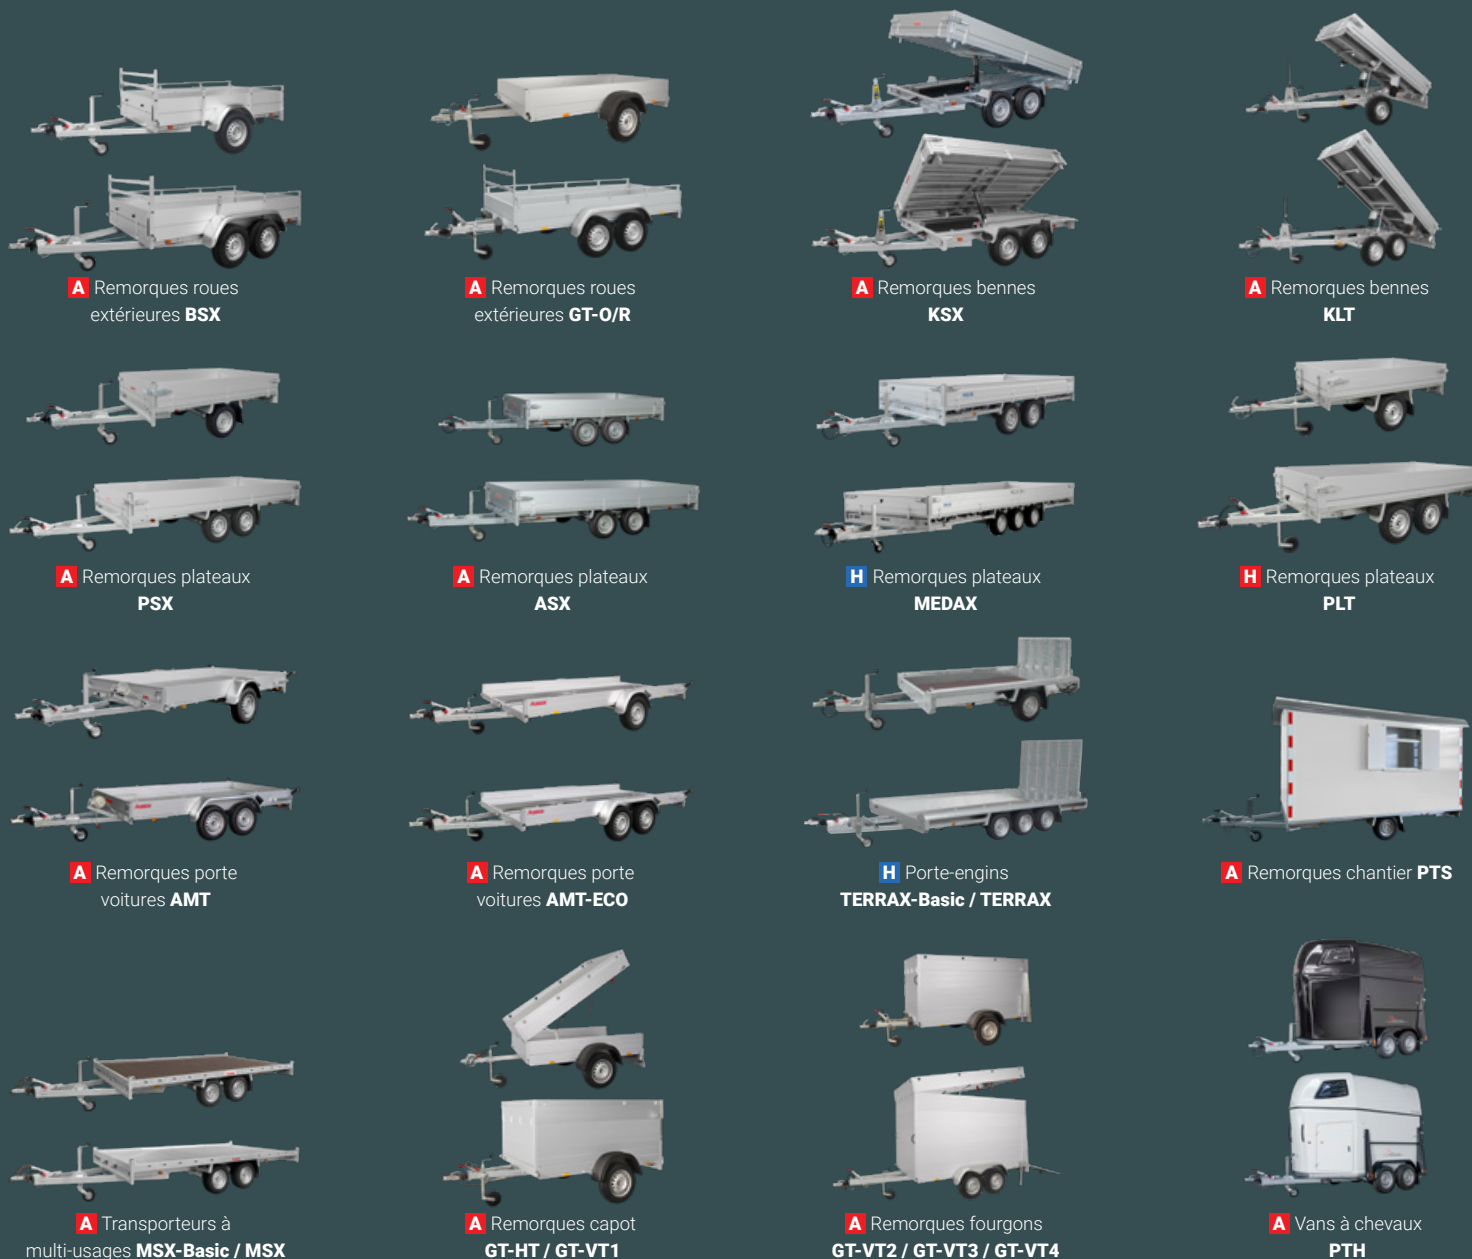 A Remorques roues
extérieures BSX
A Remorques roues
extérieures GT-O/R
A Remorques bennes
KSX
A Remorques bennes
KLT
A Remorques plateaux
PSX
A Remorques plateaux
ASX
H Remorques plateaux
MEDAX
H Remorques plateaux
PLT
A Remorques porte
voitures AMT
A Remorques porte
voitures AMT-ECO
H Porte-engins
TERRAX-Basic / TERRAX
A Remorques chantier PTS
A Transporteurs à
multi-usages MSX-Basic / MSX
A Remorques capot
GT-HT / GT-VT1
A Remorques fourgons
GT-VT2 / GT-VT3 / GT-VT4
A Vans à chevaux
PTH